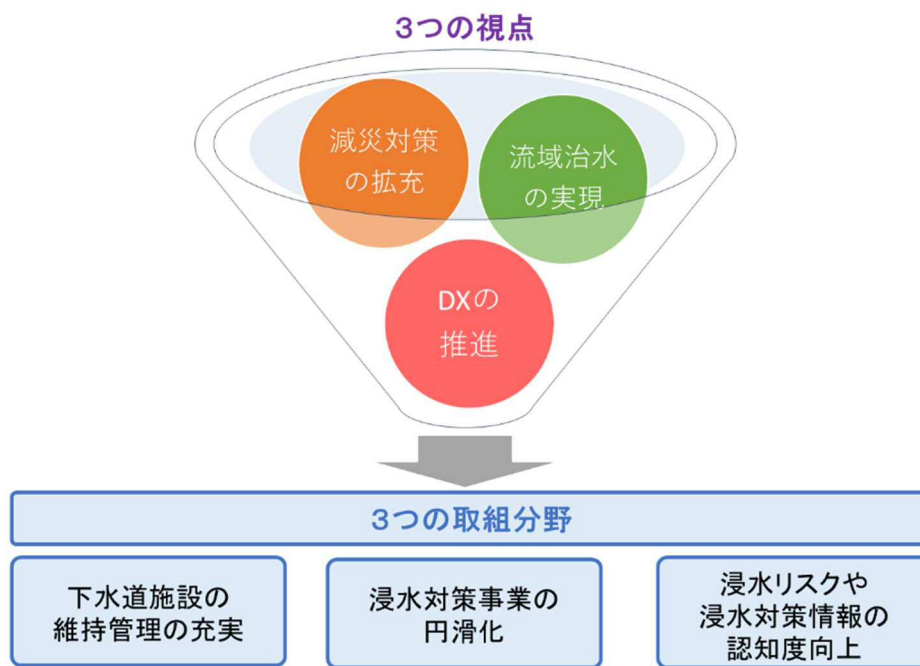 3つの視点
減災対策
の拡充
流域治水
の実現
DXの
推進
3つの取組分野
下水道施設の
維持管理の充実
浸水対策事業の
円滑化
浸水リスクや
浸水対策情報の
認知度向上